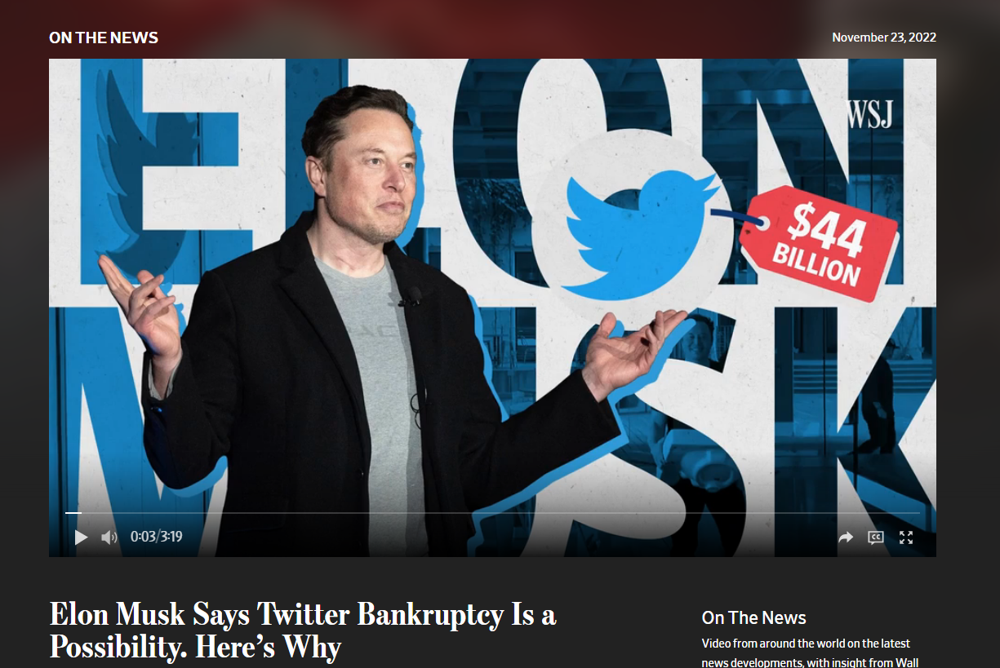 ON THE NEWS
November 23, 2022
ELON
WSJ
$44
BILLION
MUSK
0:03/3:19
CC
Elon Musk Says Twitter Bankruptcy Is a
Possibility. Here's Why
On The News
Video from around the world on the latest
news developments, with insight from Wall